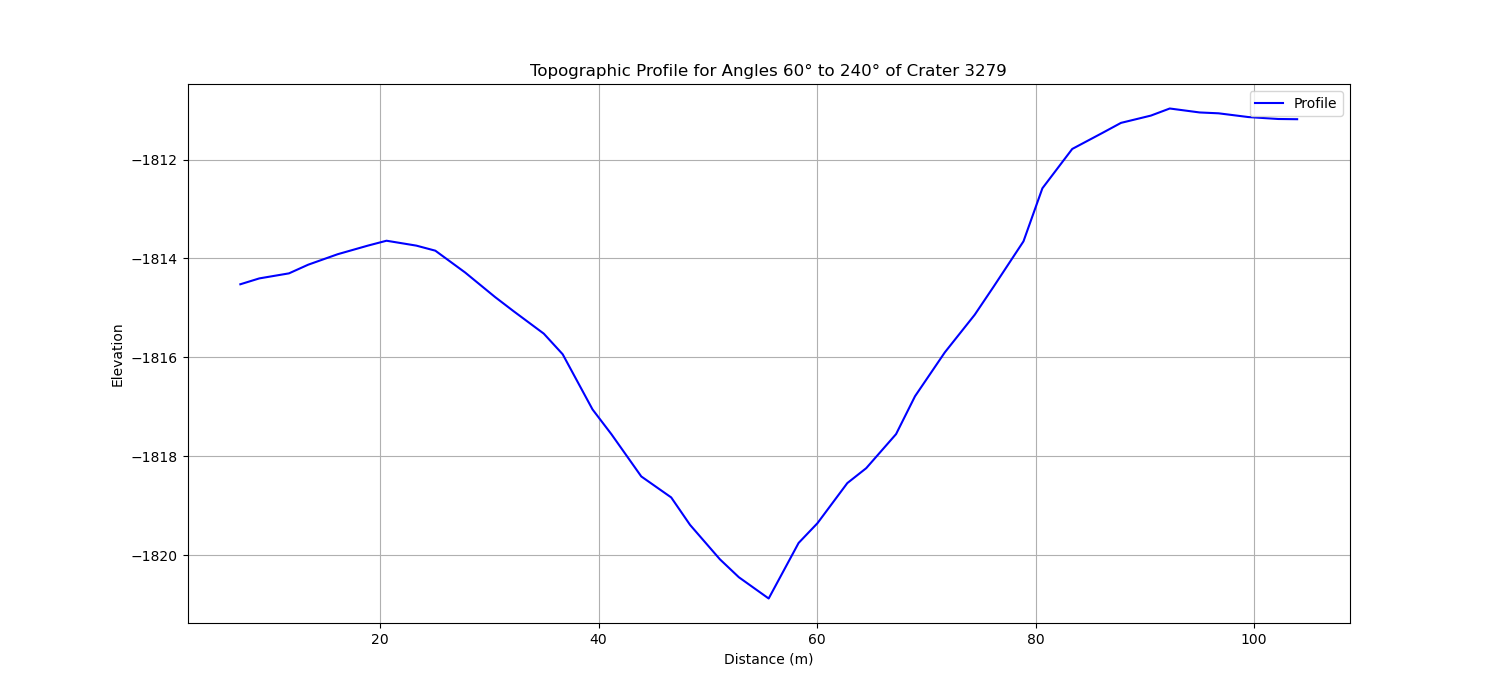 Topographic Profile for Angles 60° to 240° of Crater 3279
Profile
−1812
−1814
−1816
−1818
−1820
Elevation
20
40
60
80
100
Distance (m)